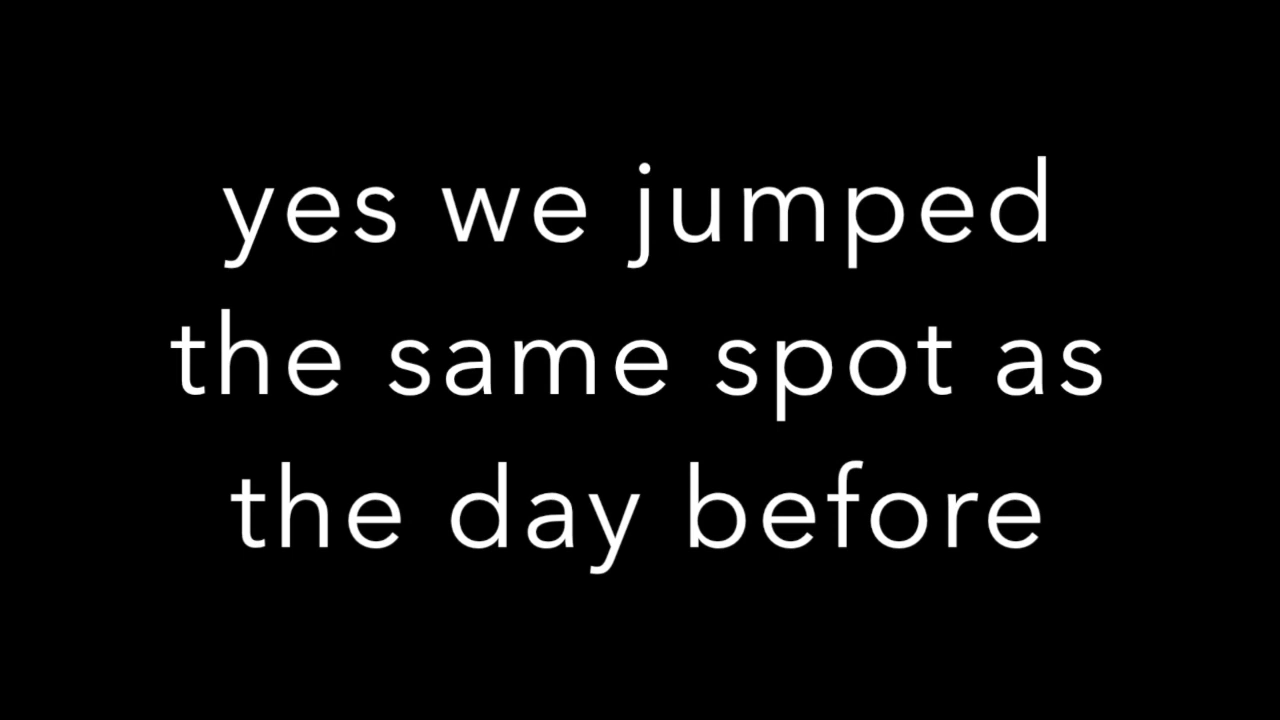 yes we jumped
the same spot as
the day before